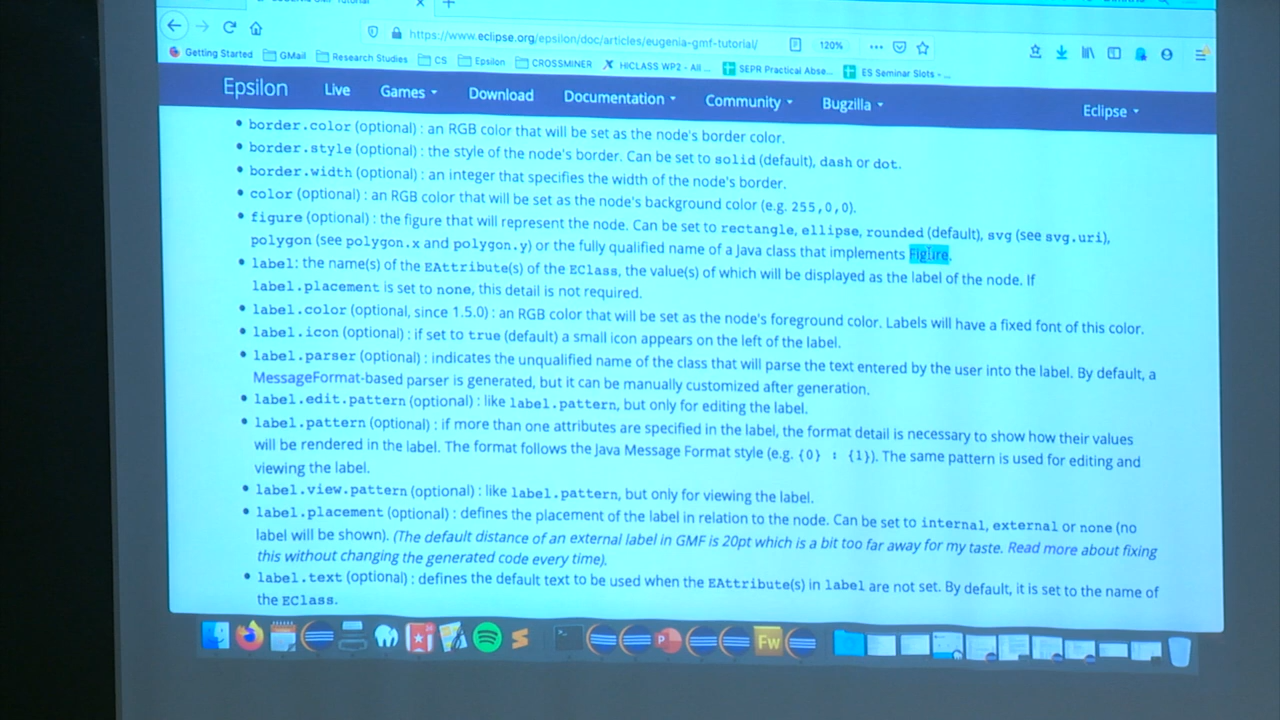 https://www.eclipse.org/epsilon/doc/articles/eugenia-gmf-tutorial/
120%
Getting Started GMail Research Studies CS Epsilon CROSSMINER HICLASS WP2 - All ... SEPR Practical Abse... ES Seminar Slots - ...
Epsilon Live Games Download Documentation Community Bugzilla Eclipse
border.color (optional) : an RGB color that will be set as the node's border color.
border.style (optional) : the style of the node's border. Can be set to solid (default), dash or dot.
border.width (optional) : an integer that specifies the width of the node's border.
color (optional) : an RGB color that will be set as the node's background color (e.g. 255,0,0).
figure (optional) : the figure that will represent the node. Can be set to rectangle, ellipse, rounded (default), svg (see svg.uri),
polygon (see polygon.x and polygon.y) or the fully qualified name of a Java class that implements Figure.
label: the name(s) of the EAttribute(s) of the EClass, the value(s) of which will be displayed as the label of the node. If
label.placement is set to none, this detail is not required.
label.color (optional, since 1.5.0) : an RGB color that will be set as the node's foreground color. Labels will have a fixed font of this color.
label.icon (optional) : if set to true (default) a small icon appears on the left of the label.
label.parser (optional) : indicates the unqualified name of the class that will parse the text entered by the user into the label. By default, a
MessageFormat-based parser is generated, but it can be manually customized after generation.
label.edit.pattern (optional) : like label.pattern, but only for editing the label.
label.pattern (optional) : if more than one attributes are specified in the label, the format detail is necessary to show how their values
will be rendered in the label. The format follows the Java Message Format style (e.g. {0} : {1}). The same pattern is used for editing and
viewing the label.
label.view.pattern (optional) : like label.pattern, but only for viewing the label.
label.placement (optional) : defines the placement of the label in relation to the node. Can be set to internal, external or none (no
label will be shown). (The default distance of an external label in GMF is 20pt which is a bit too far away for my taste. Read more about fixing
this without changing the generated code every time).
label.text (optional) : defines the default text to be used when the EAttribute(s) in label are not set. By default, it is set to the name of
the EClass.
Fw